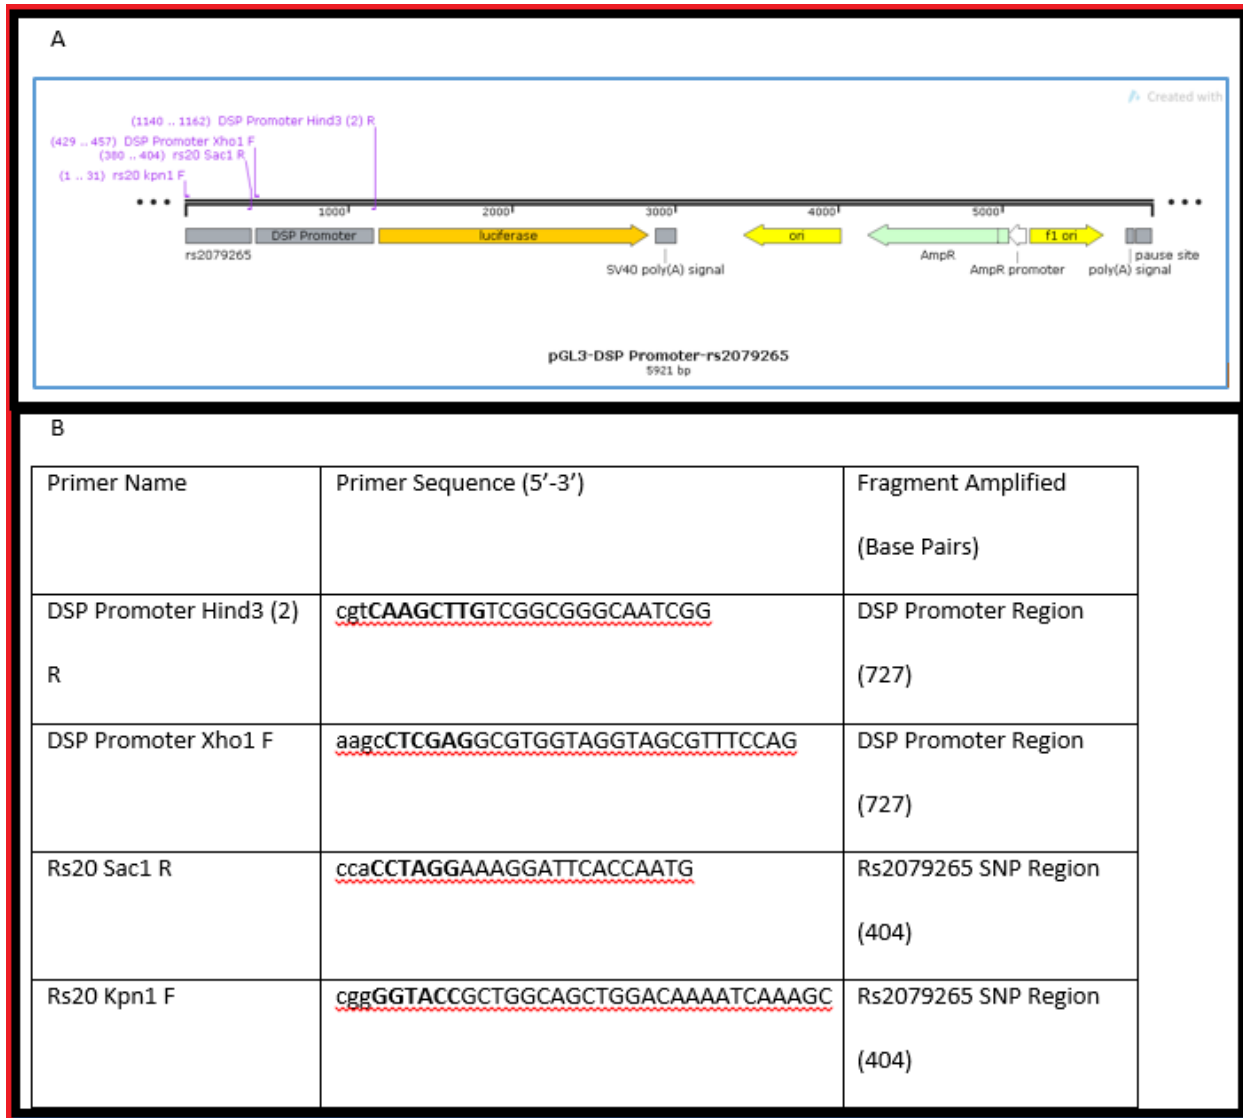 A
Created with
(1140 .. 1162) DSP Promoter Hind3 (2) R
(429 .. 457) DSP Promoter Xho1 F
(380 .. 404) rs20 Sac1 R
(1 .. 31) rs20 kpn1 F
1000 2000 3000 4000 5000
DSP Promoter luciferase ori f1 ori
rs2079265 AmpR pause site
SV40 poly(A) signal AmpR promoter poly(A) signal
pGL3-DSP Promoter-rs2079265
5921 bp
B
Primer Name Primer Sequence (5’-3’) Fragment Amplified
(Base Pairs)
DSP Promoter Hind3 (2) cgtCAAGCTTGTCGGCGGGCAATCGG DSP Promoter Region
R (727)
DSP Promoter Xho1 F aagcCTCGAGGCGTGGTAGGTAGCGTTTCCAG DSP Promoter Region
(727)
Rs20 Sac1 R ccaCCTAGGAAAGGATTCACCAATG Rs2079265 SNP Region
(404)
Rs20 Kpn1 F cggGGTACCGCTGGCAGCTGGACAAAATCAAAGC Rs2079265 SNP Region
(404)